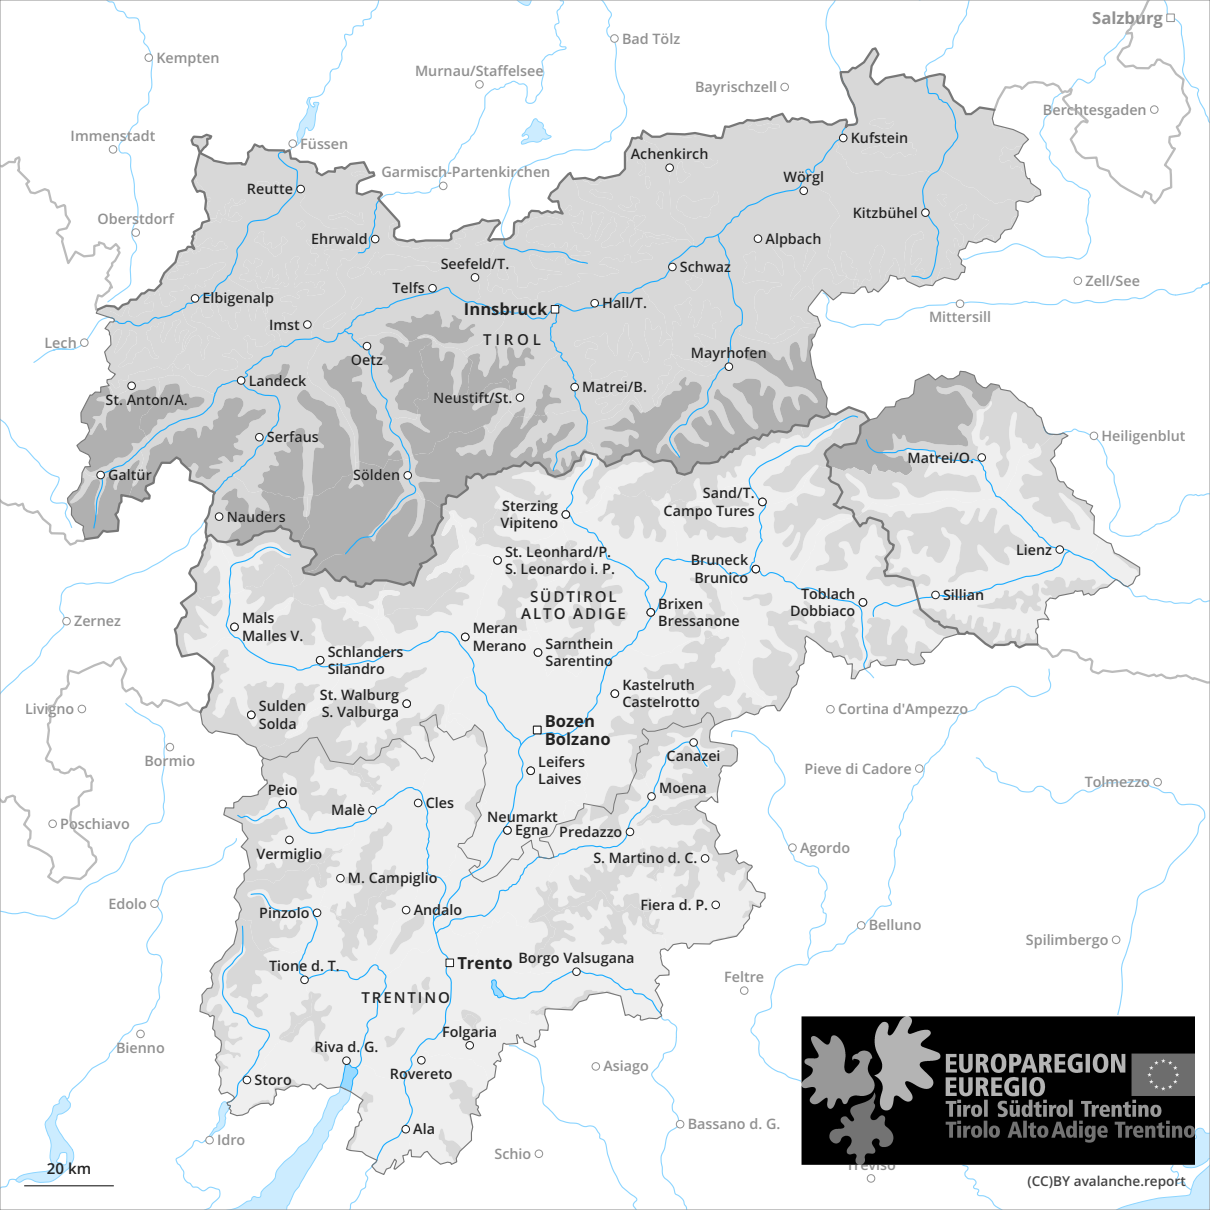 Salzburg
Bad Tölz
Kempten
Murnau/Staffelsee
Bayrischzell
Berchtesgaden
Immenstadt
Füssen
Kufstein
Achenkirch
Garmisch-Partenkirchen
Wörgl
Reutte
Oberstdorf
Kitzbühel
Ehrwald
Alpbach
Seefeld/T.
Schwaz
Zell/See
Telfs
Elbigenalp
Hall/T.
Innsbruck
Mittersill
Imst
TIROL
Lech
Mayrhofen
Oetz
Landeck
Matrei/B.
St. Anton/A.
Neustift/St.
Serfaus
Heiligenblut
Matrei/O.
Galtür
Sölden
Sand/T.
Campo Tures
Sterzing
Vipiteno
Nauders
St. Leonhard/P.
S. Leonardo i. P.
Lienz
Bruneck
Brunico
SÜDTIROL
ALTO ADIGE
Toblach
Dobbiaco
Sillian
Brixen
Bressanone
Zernez
Mals
Malles V.
Meran
Merano
Sarnthein
Sarentino
Schlanders
Silandro
Kastelruth
Castelrotto
St. Walburg
S. Valburga
Sulden
Solda
Livigno
Cortina d'Ampezzo
Bozen
Bolzano
Bormio
Canazei
Leifers
Laives
Pieve di Cadore
Tolmezzo
Peio
Moena
Malè
Cles
Neumarkt
Egna
Predazzo
Poschiavo
Vermiglio
Agordo
S. Martino d. C.
M. Campiglio
Edolo
Pinzolo
Andalo
Fiera d. P.
Belluno
Spilimbergo
Trento
Borgo Valsugana
Tione d. T.
Feltre
TRENTINO
Folgaria
Bienno
Riva d. G.
Rovereto
Storo
Asiago
Ala
Bassano d. G.
Idro
Schio
Treviso
EUROPAREGION
EUREGIO
Tirol Südtirol Trentino
Tirolo Alto Adige Trentino
20 km
(CC)BY avalanche.report